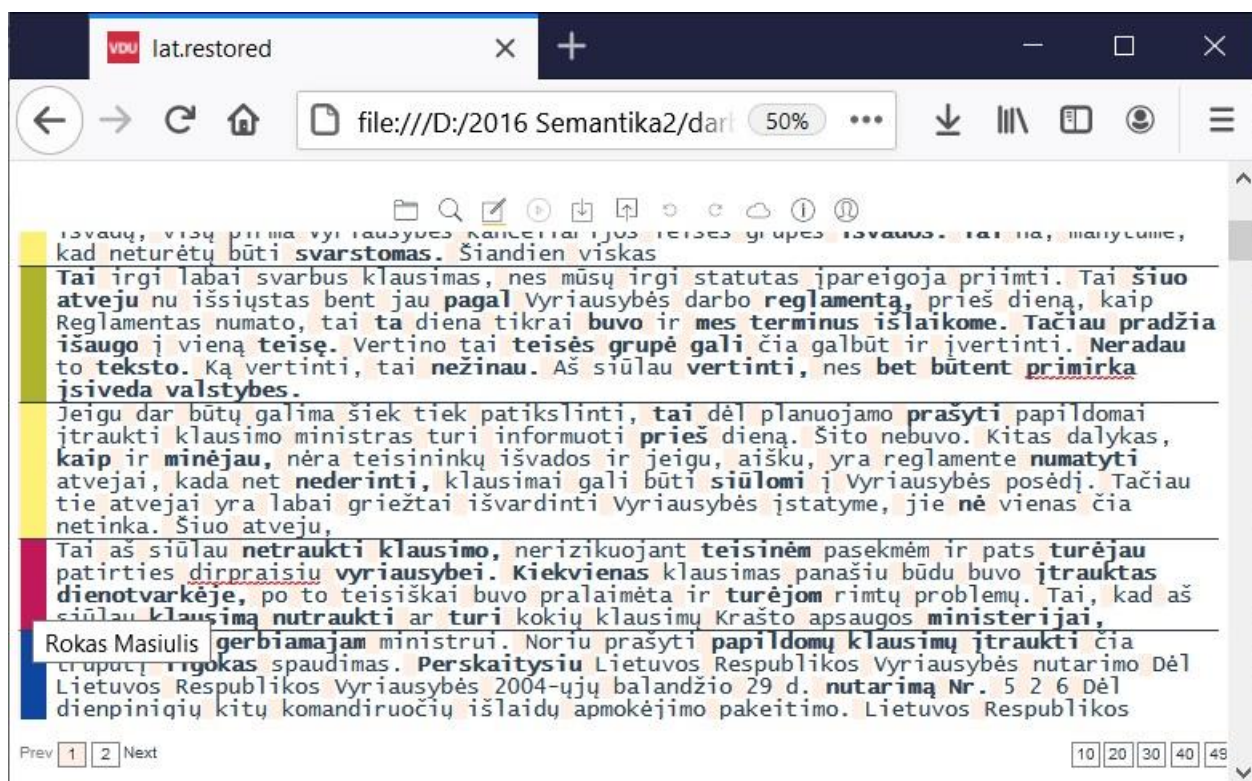 VDU lat.restored
file:///D:/2016 Semantika2/dar 50%
kad neturėtų būti svarstomas. Šiandien viskas
Tai irgi labai svarbus klausimas, nes mūsų irgi statutas įpareigoja priimti. Tai šiuo
atveju nu išsiųstas bent jau pagal Vyriausybės darbo reglamentą, prieš dieną, kaip
Reglamentas numato, tai ta diena tikrai buvo ir mes terminus išlaikome. Tačiau pradžia
išaugo į vieną teisę. Vertino tai teisės grupė gali čia galbūt ir įvertinti. Neradau
to teksto. Ką vertinti, tai nežinau. Aš siūlau vertinti, nes bet būtent primirka
įsiveda valstybes.
Jeigu dar būtų galima šiek tiek patikslinti, tai dėl planuojamo prašyti papildomai
įtraukti klausimo ministras turi informuoti prieš dieną. Šito nebuvo. Kitas dalykas,
kaip ir minėjau, nėra teisininkų išvados ir jeigu, aišku, yra reglamente numatyti
atvejai, kada net nederinti, klausimai gali būti siūlomi į Vyriausybės posėdį. Tačiau
tie atvejai yra labai griežtai išvardinti Vyriausybės įstatyme, jie nė vienas čia
netinka. Šiuo atveju,
Tai aš siūlau netraukti klausimo, nerizikuojant teisinėm pasekmėm ir pats turėjau
patirties dirpraisių vyriausybei. Kiekvienas klausimas panašiu būdu buvo įtrauktas
dienotvarkėje, po to teisiškai buvo pralaimėta ir turėjom rimtų problemų. Tai, kad aš
siūlau klausimą nutraukti ar turi kokių klausimų Krašto apsaugos ministerijai,
Rokas Masiulis gerbiamajam ministrui. Noriu prašyti papildomų klausimų įtraukti čia
truputį rigokas spaudimas. Perskaitysiu Lietuvos Respublikos Vyriausybės nutarimo Dėl
Lietuvos Respublikos Vyriausybės 2004-ųjų balandžio 29 d. nutarimą Nr. 5 2 6 Dėl
dienpinigių kitų komandiruočių išlaidų apmokėjimo pakeitimo. Lietuvos Respublikos
Prev 1 2 Next 10 20 30 40 49